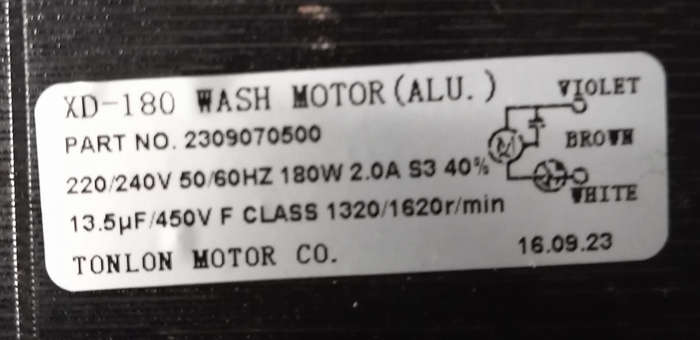 XD-180 WASH MOTOR(ALU.)
VIOLET
PART NO. 2309070500
BROWN
220/240V 50/60HZ 180W 2.0A S3 40%
WHITE
13.5µF/450V F CLASS 1320/1620r/min
TONLON MOTOR CO.
16.09.23